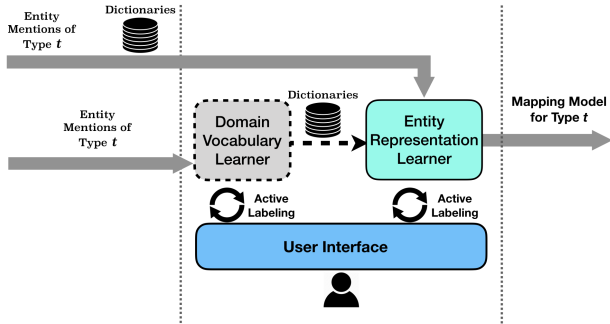 Entity
Mentions of
Type t
Dictionaries
Entity
Mentions of
Type t
Domain
Vocabulary
Learner
Dictionaries
Entity
Representation
Learner
Mapping Model
for Type t
Active
Labeling
Active
Labeling
User Interface